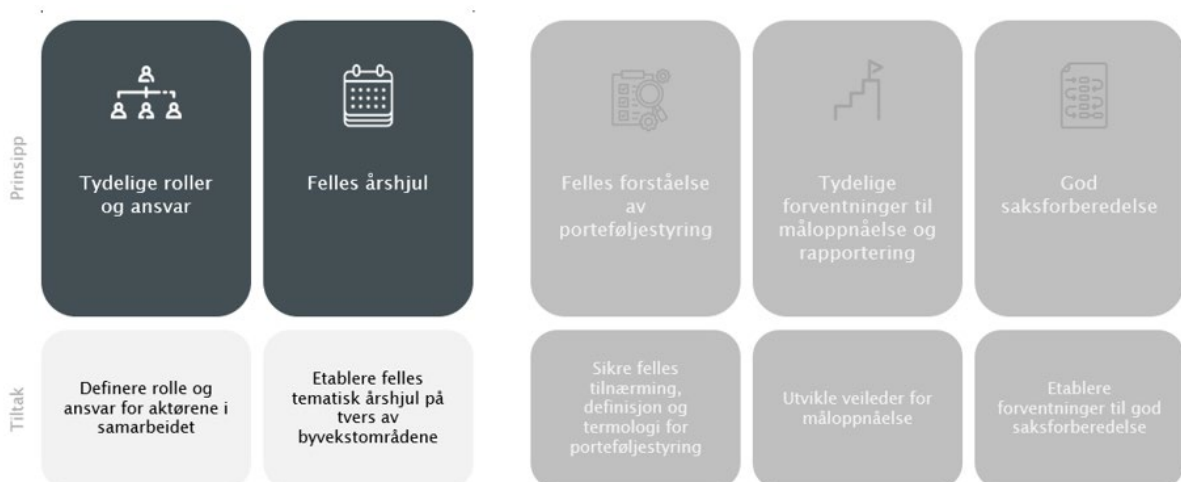 Prinsipp
Tydelige roller
og ansvar
Felles årshjul
Felles forståelse
av
porteføljestyring
Tydelige
forventninger til
måloppnåelse og
rapportering
God
saksforberedelse
Tiltak
Definere rolle og
ansvar for aktørene i
samarbeidet
Etablere felles
tematisk årshjul på
tvers av
byvekstområdene
Sikre felles
tilnærming,
definisjon og
termologi for
porteføljestyring
Utvikle veileder for
måloppnåelse
Etablere
forventninger til god
saksforberedelse